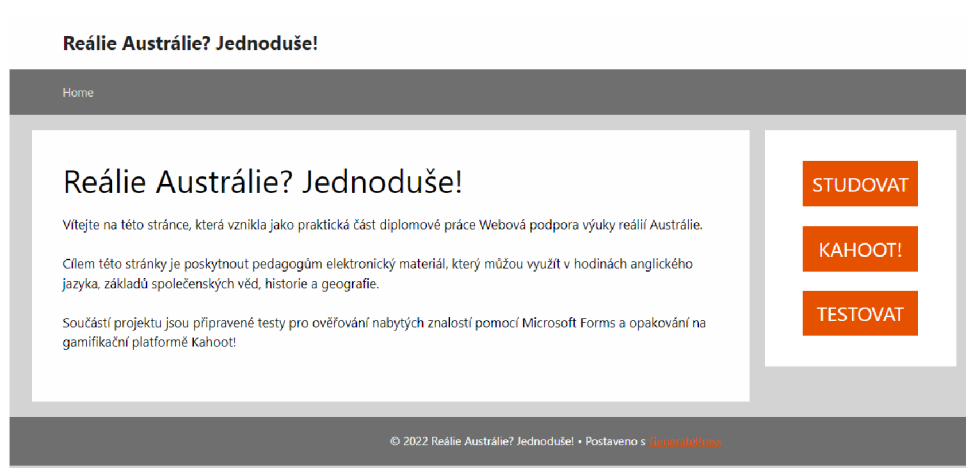 Reálie Austrálie? Jednoduše!
Home
Reálie Austrálie? Jednoduše!
Vítejte na této stránce, která vznikla jako praktická část diplomové práce Webová podpora výuky reálií Austrálie.
Cílem této stránky je poskytnout pedagogům elektronický materiál, který můžou využít v hodinách anglického
jazyka, základů společenských věd, historie a geografie.
Součástí projektu jsou připravené testy pro ověřování nabytých znalostí pomocí Microsoft Forms a opakování na
gamifikační platformě Kahoot!
STUDOVAT
KAHOOT!
TESTOVAT
© 2022 Reálie Austrálie? Jednoduše! • Postaveno s GeneratePress